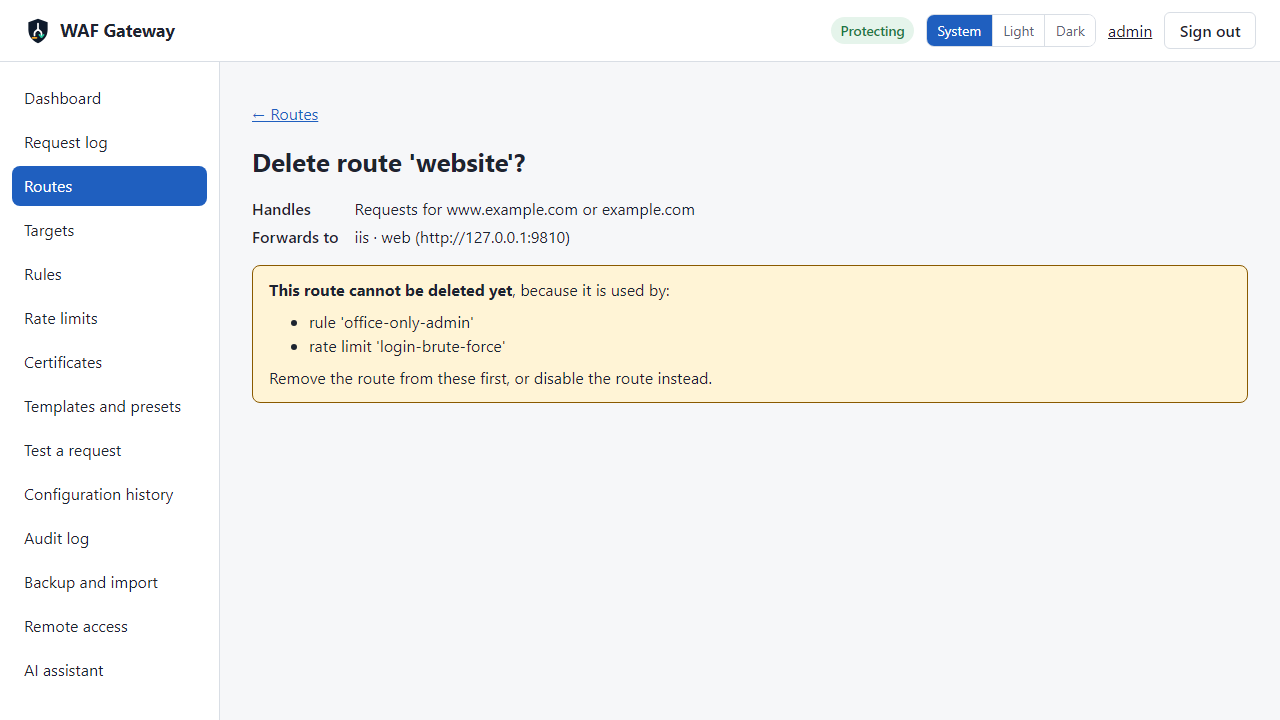 WAF Gateway
Protecting
System
Light
Dark
admin
Sign out
Dashboard
Request log
Routes
Targets
Rules
Rate limits
Certificates
Templates and presets
Test a request
Configuration history
Audit log
Backup and import
Remote access
AI assistant
← Routes
Delete route 'website'?
Handles Requests for www.example.com or example.com
Forwards to iis · web (http://127.0.0.1:9810)
This route cannot be deleted yet, because it is used by:
• rule 'office-only-admin'
• rate limit 'login-brute-force'
Remove the route from these first, or disable the route instead.